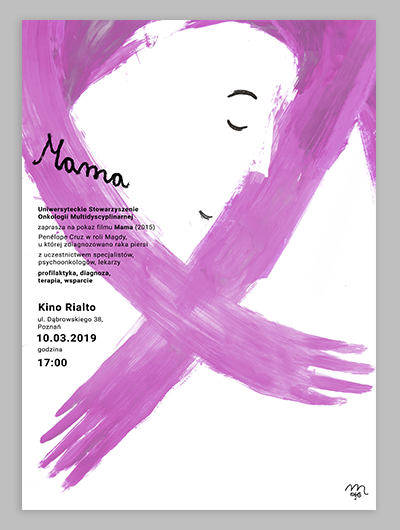 Mama
Uniwersyteckie Stowarzyszenie
Onkologii Multidyscyplinarnej
zaprasza na pokaz filmu Mama (2015)
Penélope Cruz w roli Magdy,
u której zdiagnozowano raka piersi
z uczestnictwem specjalistów,
psychoonkologów, lekarzy
profilaktyka, diagnoza,
terapia, wsparcie
Kino Rialto
ul. Dąbrowskiego 38,
Poznań
10.03.2019
godzina
17:00